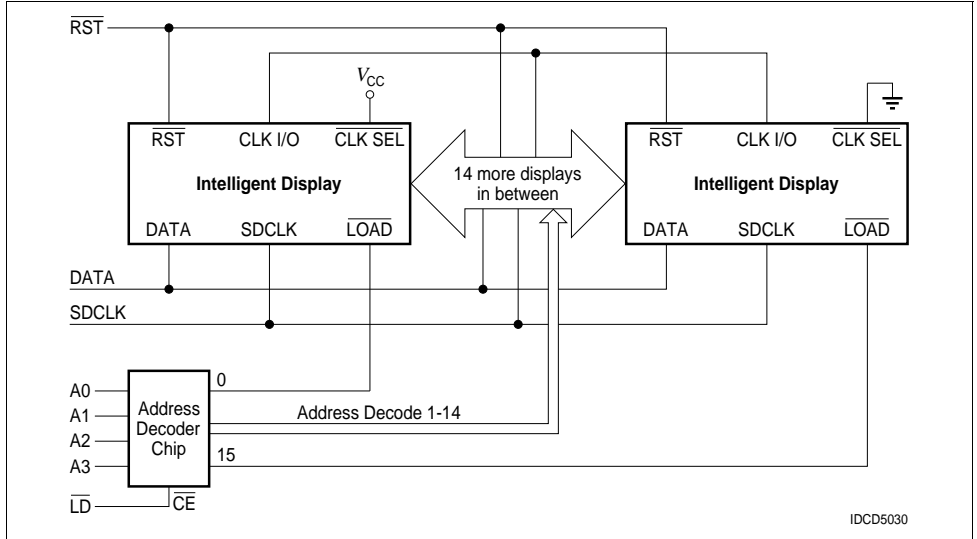 RST
VCC
RST CLK I/O CLK SEL
Intelligent Display
DATA SDCLK LOAD
14 more displays
in between
RST CLK I/O CLK SEL
Intelligent Display
DATA SDCLK LOAD
DATA
SDCLK
A0
A1
A2
A3
Address
Decoder
Chip
0
Address Decode 1-14
15
LD
CE
IDCD5030